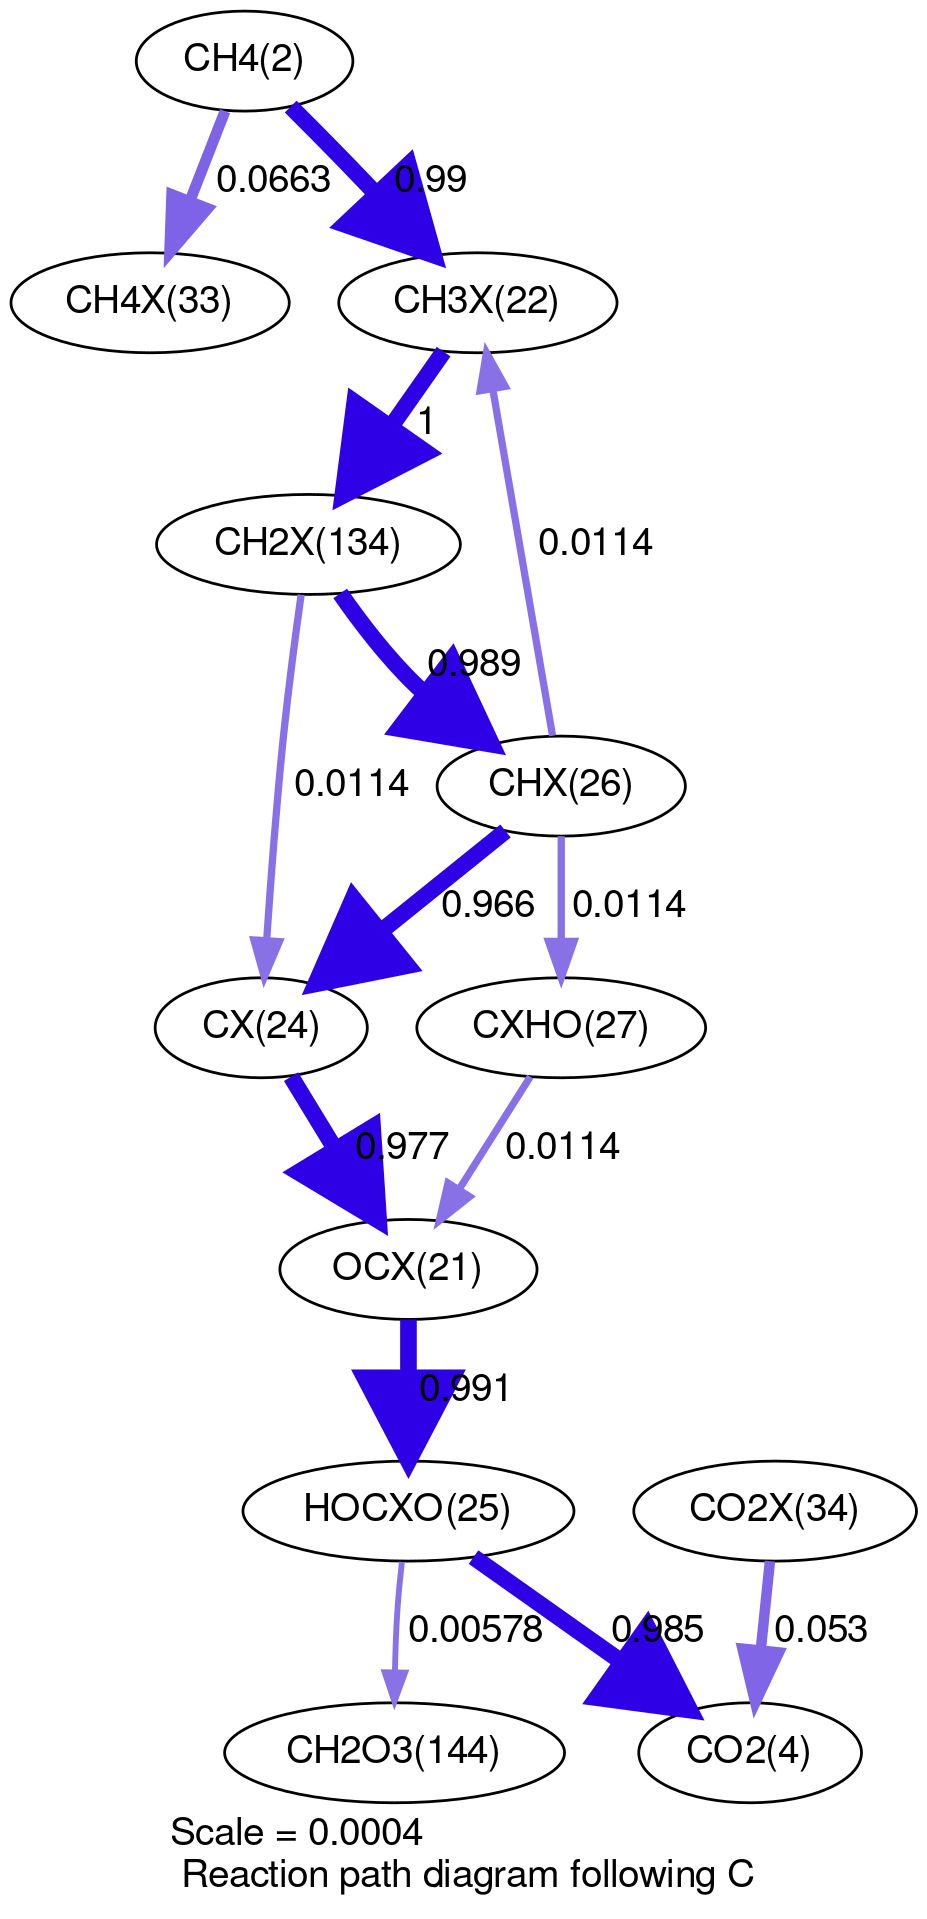 CH4(2)
0.0663
0.99
CH4X(33)
CH3X(22)
1
CH2X(134)
0.0114
0.989
0.0114
CHX(26)
0.966
0.0114
CX(24)
CXHO(27)
0.977
0.0114
OCX(21)
0.991
HOCXO(25)
CO2X(34)
0.00578
0.985
0.053
CH2O3(144)
CO2(4)
Scale = 0.0004
Reaction path diagram following C